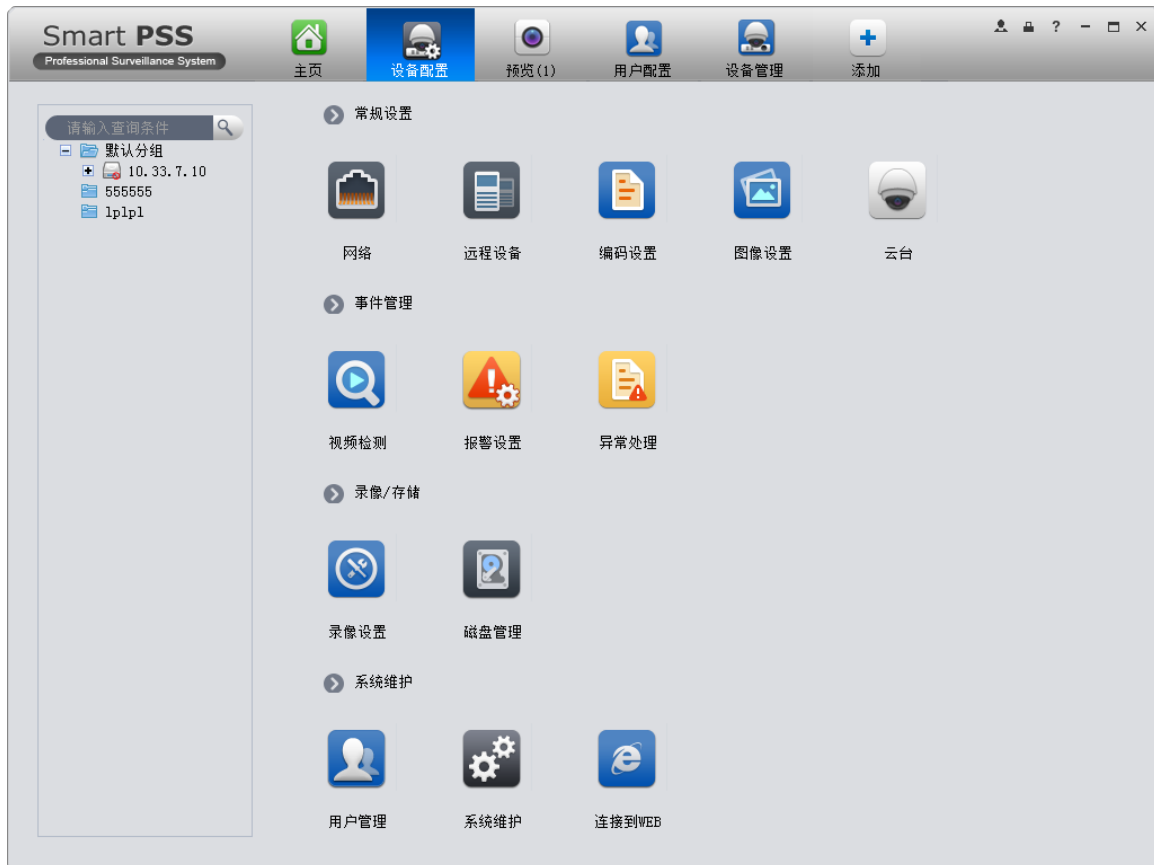 Smart PSS
Professional Surveillance System
主页 设备配置 预览(1) 用户配置 设备管理 添加
请输入查询条件
默认分组
10.33.7.10
555555
lplpl
常规设置
网络 远程设备 编码设置 图像设置 云台
事件管理
视频检测 报警设置 异常处理
录像/存储
录像设置 磁盘管理
系统维护
用户管理 系统维护 连接到WEB